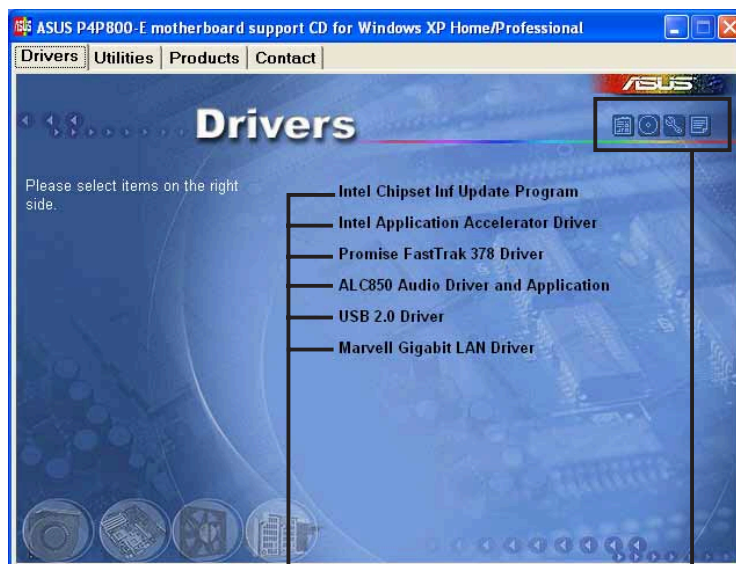 ASUS P4P800-E motherboard support CD for Windows XP Home/Professional
Drivers Utilities Products Contact
ASUS
Drivers
Please select items on the right
side.
Intel Chipset Inf Update Program
Intel Application Accelerator Driver
Promise FastTrak 378 Driver
ALC850 Audio Driver and Application
USB 2.0 Driver
Marvell Gigabit LAN Driver